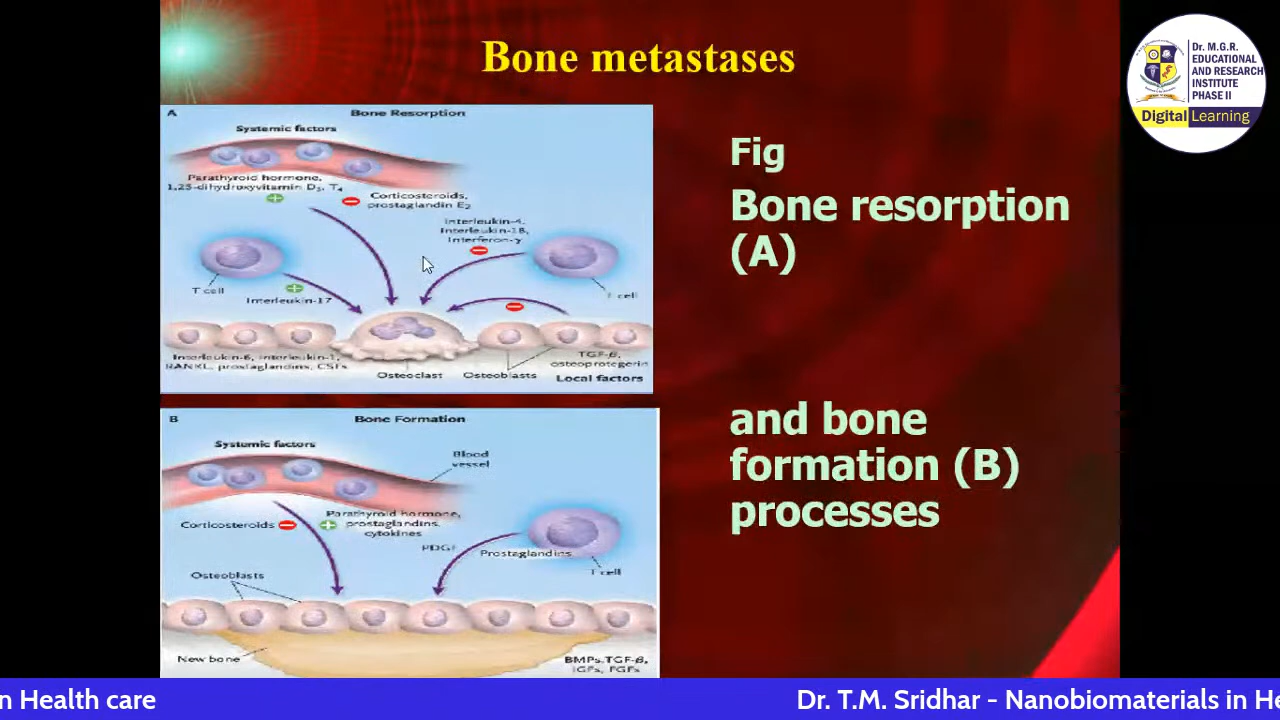 Bone metastases
Dr. M.G.R.
EDUCATIONAL
AND RESEARCH
INSTITUTE
PHASE II
Digital Learning
A
Bone Resorption
Systemic factors
Parathyroid hormone,
1,25-dihydroxyvitamin D3, T4
Corticosteroids,
prostaglandin E2
Interleukin-4,
Interleukin-18,
Interferon-γ
T cell
Interleukin-17
T cell
Interleukin-6, interleukin-1,
RANKL, prostaglandins, CSFs
Osteoclast
Osteoblasts
TGF-β,
osteoprotegerin
Local factors
Fig
Bone resorption
(A)
B
Bone Formation
Systemic factors
Blood
vessel
Corticosteroids
Parathyroid hormone,
prostaglandins,
cytokines
PDGF
Prostaglandins
T cell
Osteoblasts
New bone
BMPs, TGF-β,
IGFs, FGFs
and bone
formation (B)
processes
n Health care
Dr. T.M. Sridhar - Nanobiomaterials in He